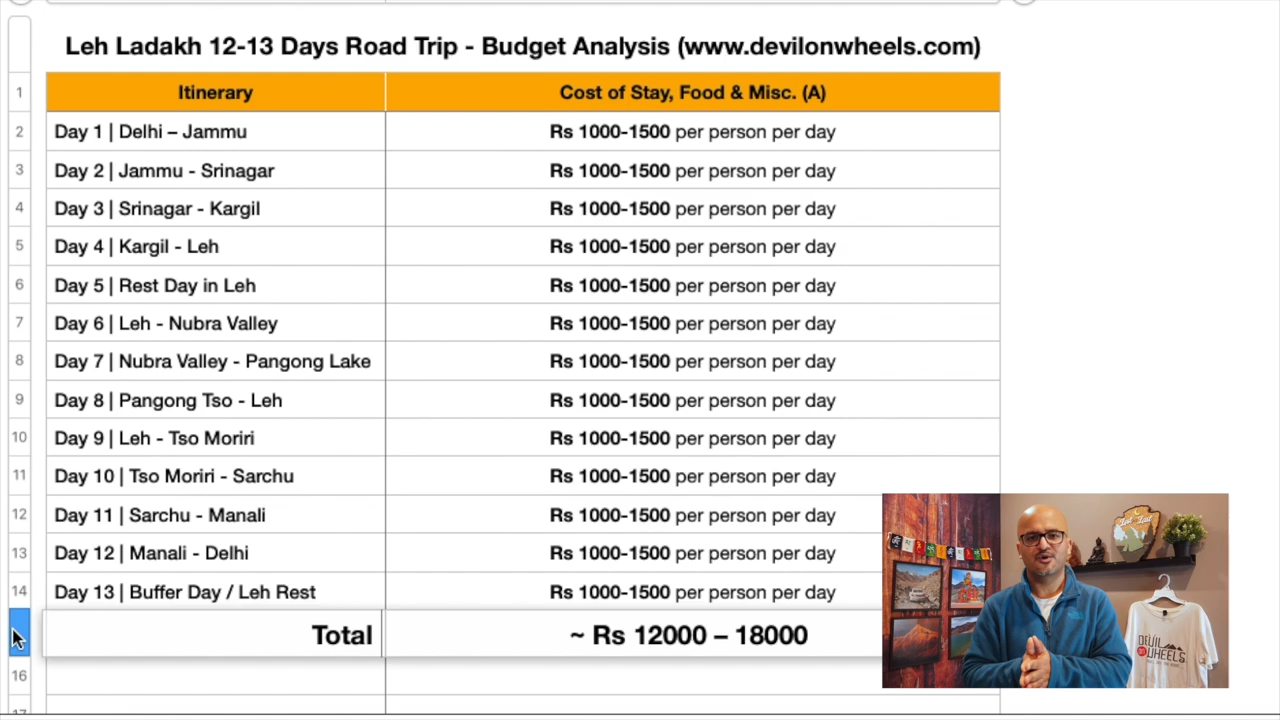 Leh Ladakh 12-13 Days Road Trip - Budget Analysis (www.devilonwheels.com)
1 Itinerary Cost of Stay, Food & Misc. (A)
2 Day 1 | Delhi – Jammu Rs 1000-1500 per person per day
3 Day 2 | Jammu - Srinagar Rs 1000-1500 per person per day
4 Day 3 | Srinagar - Kargil Rs 1000-1500 per person per day
5 Day 4 | Kargil - Leh Rs 1000-1500 per person per day
6 Day 5 | Rest Day in Leh Rs 1000-1500 per person per day
7 Day 6 | Leh - Nubra Valley Rs 1000-1500 per person per day
8 Day 7 | Nubra Valley - Pangong Lake Rs 1000-1500 per person per day
9 Day 8 | Pangong Tso - Leh Rs 1000-1500 per person per day
10 Day 9 | Leh - Tso Moriri Rs 1000-1500 per person per day
11 Day 10 | Tso Moriri - Sarchu Rs 1000-1500 per person per day
12 Day 11 | Sarchu - Manali Rs 1000-1500 per person per day
13 Day 12 | Manali - Delhi Rs 1000-1500 per person per day
14 Day 13 | Buffer Day / Leh Rest Rs 1000-1500 per person per day
Total ~ Rs 12000 – 18000
16
17
DEVIL
ON WHEELS